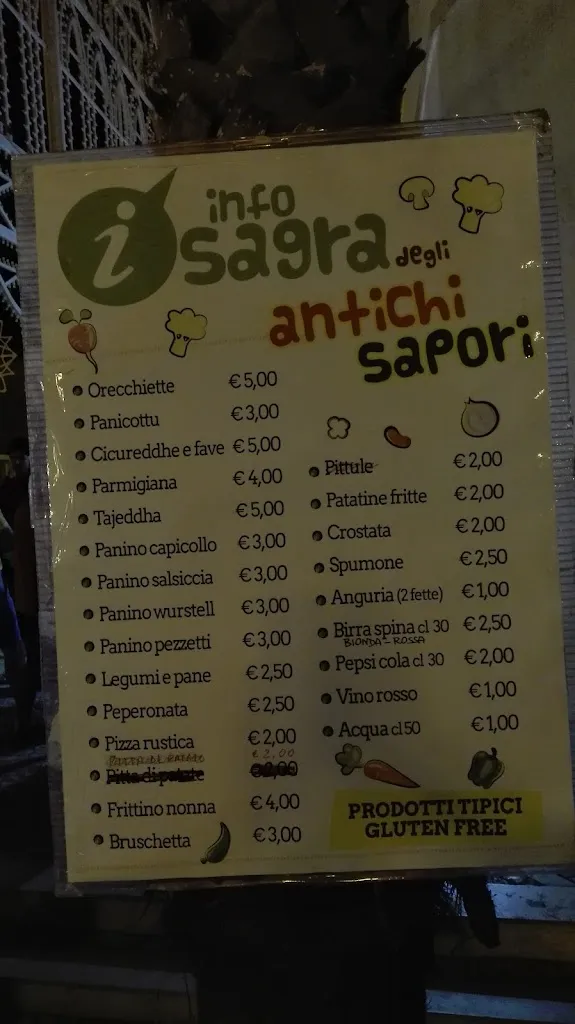 i
info
sagra degli
antichi
sapori
Orecchiette €5,00
Panicottu €3,00
Cicureddhe e fave €5,00
Parmigiana €4,00
Tajeddha €5,00
Panino capicollo €3,00
Panino salsiccia €3,00
Panino wurstell €3,00
Panino pezzetti €3,00
Legumi e pane €2,50
Peperonata €2,50
Pizza rustica €2,00
€2,00
Pitta di patate €2,00
Frittino nonna €4,00
Bruschetta €3,00
Pittule €2,00
Patatine fritte €2,00
Crostata €2,00
Spumone €2,50
Anguria (2 fette) €1,00
Birra spina cl 30 €2,50
BIONDA - ROSSA
Pepsi cola cl 30 €2,00
Vino rosso €1,00
Acqua cl 50 €1,00
PRODOTTI TIPICI
GLUTEN FREE